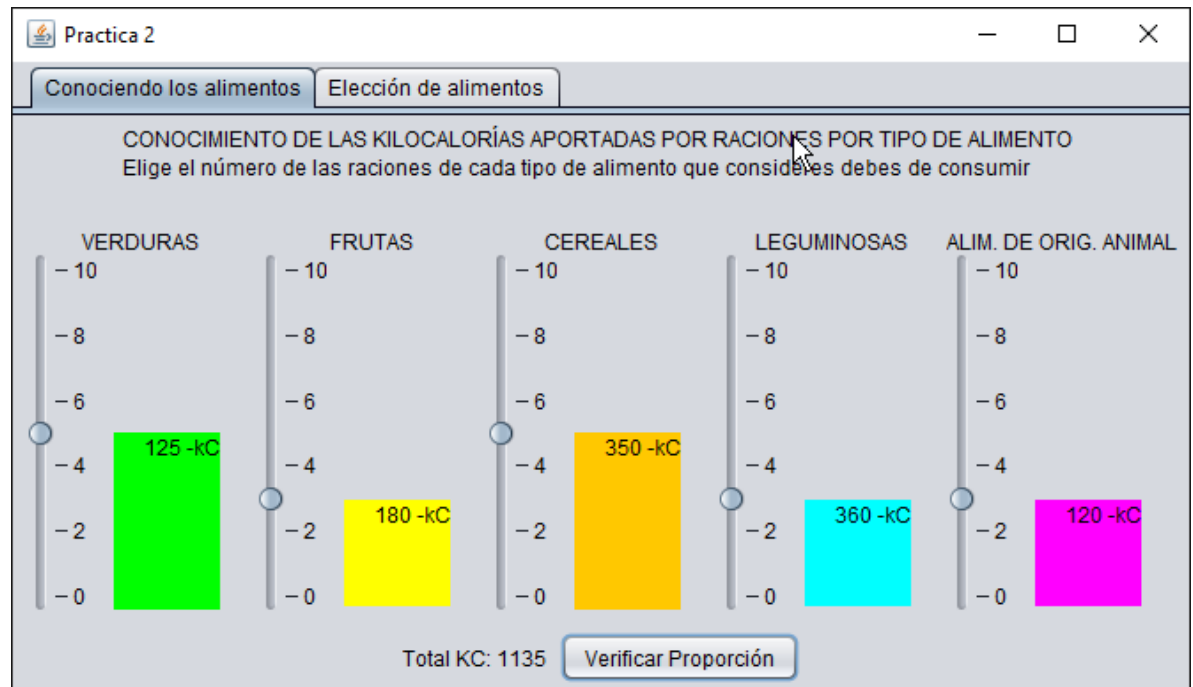 Practica 2
Conociendo los alimentos Elección de alimentos
CONOCIMIENTO DE LAS KILOCALORÍAS APORTADAS POR RACIONES POR TIPO DE ALIMENTO
Elige el número de las raciones de cada tipo de alimento que consideres debes de consumir
VERDURAS FRUTAS CEREALES LEGUMINOSAS ALIM. DE ORIG. ANIMAL
10 10 10 10 10
8 8 8 8 8
6 6 6 6 6
125 -kC 350 -kC
4 4 4 4 4
180 -kC 360 -kC 120 -kC
2 2 2 2 2
0 0 0 0 0
Total KC: 1135 Verificar Proporción